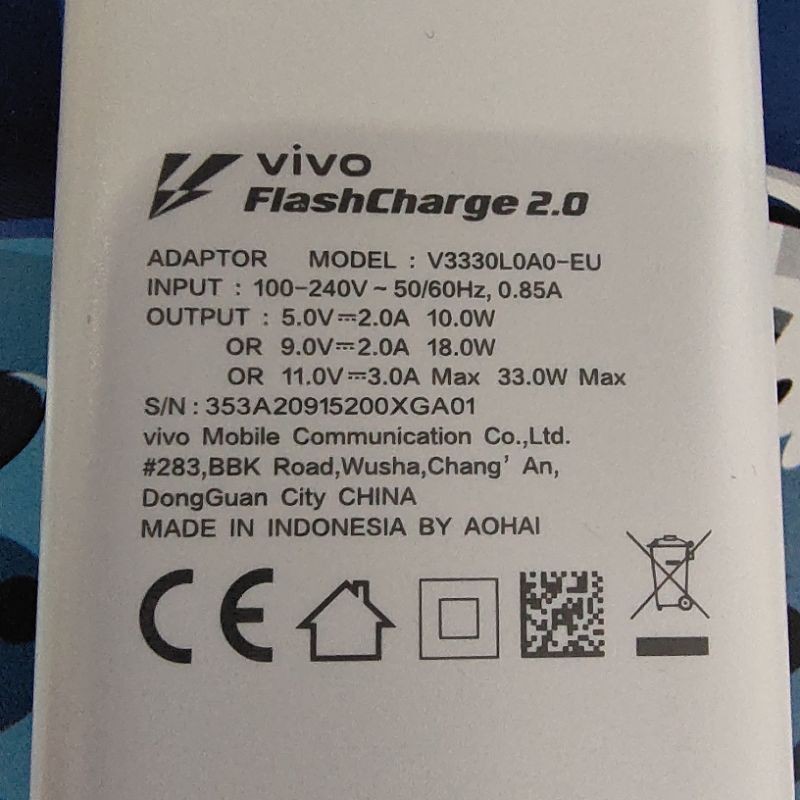 vivo
FlashCharge 2.0
ADAPTOR MODEL : V3330L0A0-EU
INPUT : 100-240V ~ 50/60Hz, 0.85A
OUTPUT : 5.0V⎓2.0A 10.0W
OR 9.0V⎓2.0A 18.0W
OR 11.0V⎓3.0A Max 33.0W Max
S/N : 353A20915200XGA01
vivo Mobile Communication Co.,Ltd.
#283,BBK Road,Wusha,Chang' An,
DongGuan City CHINA
MADE IN INDONESIA BY AOHAI
CE